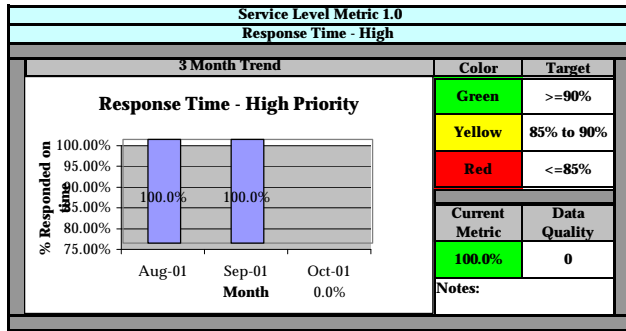 Service Level Metric 1.0
Response Time - High
3 Month Trend
Color Target
Response Time - High Priority
Green >=90%
Yellow 85% to 90%
Red <=85%
% Responded on
time
100.00%
95.00%
90.00%
85.00%
80.00%
75.00%
100.0% 100.0%
Aug-01 Sep-01 Oct-01
Month 0.0%
Current Data
Metric Quality
100.0% 0
Notes: